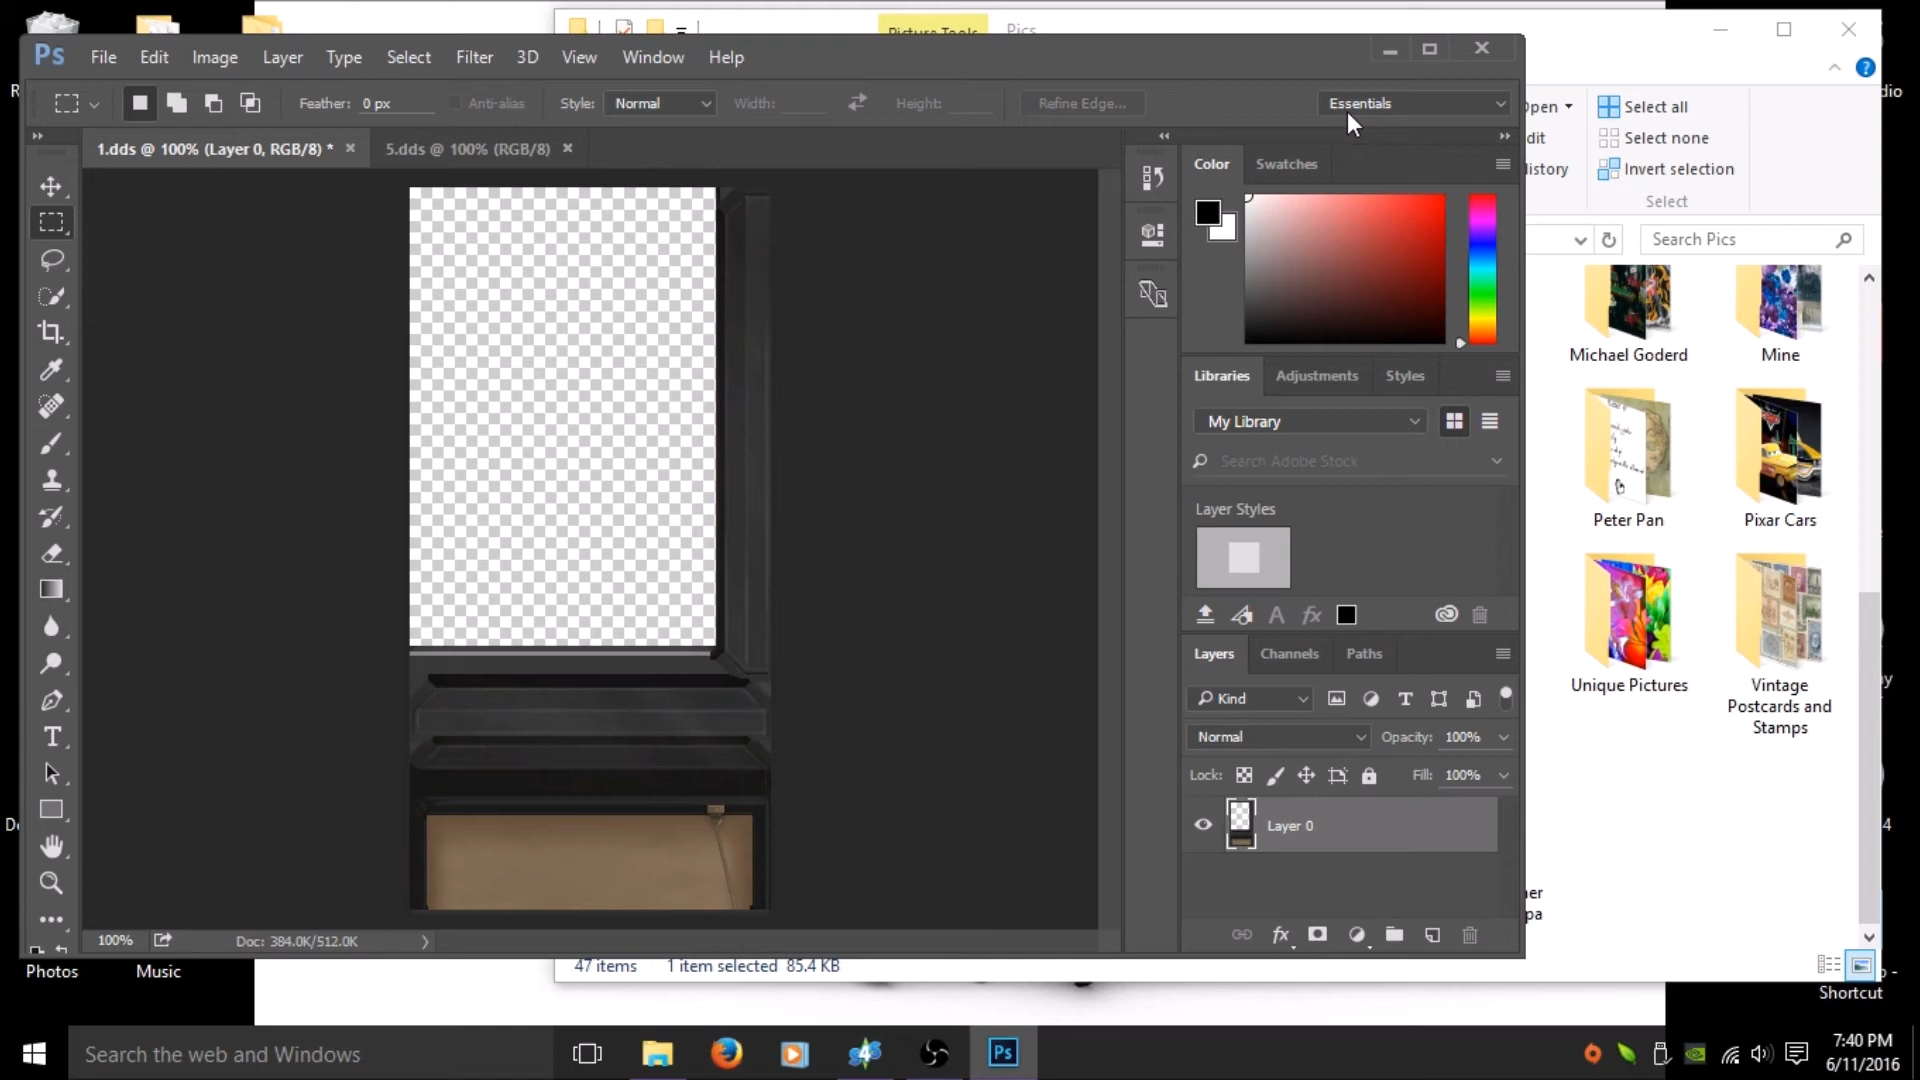 Picture Tools
Pics
Ps
File Edit Image Layer Type Select Filter 3D View Window Help
Feather: 0 px
Anti-alias
Style: Normal
Width:
Height:
Refine Edge...
Essentials
1.dds @ 100% (Layer 0, RGB/8) *
5.dds @ 100% (RGB/8)
Color Swatches
Libraries Adjustments Styles
My Library
Search Adobe Stock
Layer Styles
Layers Channels Paths
Kind
Normal
Opacity: 100%
Lock:
Fill: 100%
Layer 0
100%
Doc: 384.0K/512.0K
Select all
Select none
Invert selection
Select
Search Pics
Michael Goderd
Mine
Peter Pan
Pixar Cars
Unique Pictures
Vintage
Postcards and
Stamps
47 items 1 item selected 85.4 KB
Photos
Music
Shortcut
Search the web and Windows
Ps
7:40 PM
6/11/2016